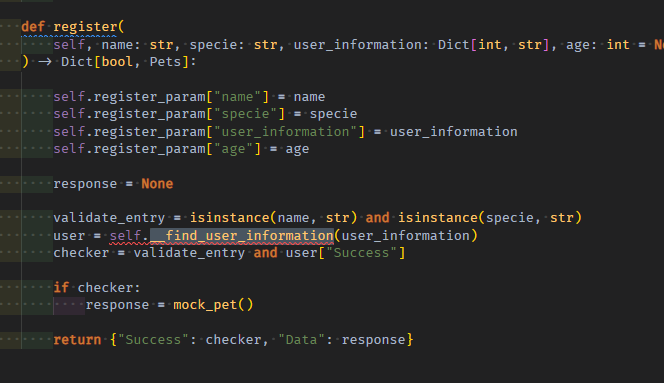 def register(
    self, name: str, specie: str, user_information: Dict[int, str], age: int = N
) -> Dict[bool, Pets]:
    self.register_param["name"] = name
    self.register_param["specie"] = specie
    self.register_param["user_information"] = user_information
    self.register_param["age"] = age
    response = None
    validate_entry = isinstance(name, str) and isinstance(specie, str)
    user = self.__find_user_information(user_information)
    checker = validate_entry and user["Success"]
    if checker:
        response = mock_pet()
    return {"Success": checker, "Data": response}